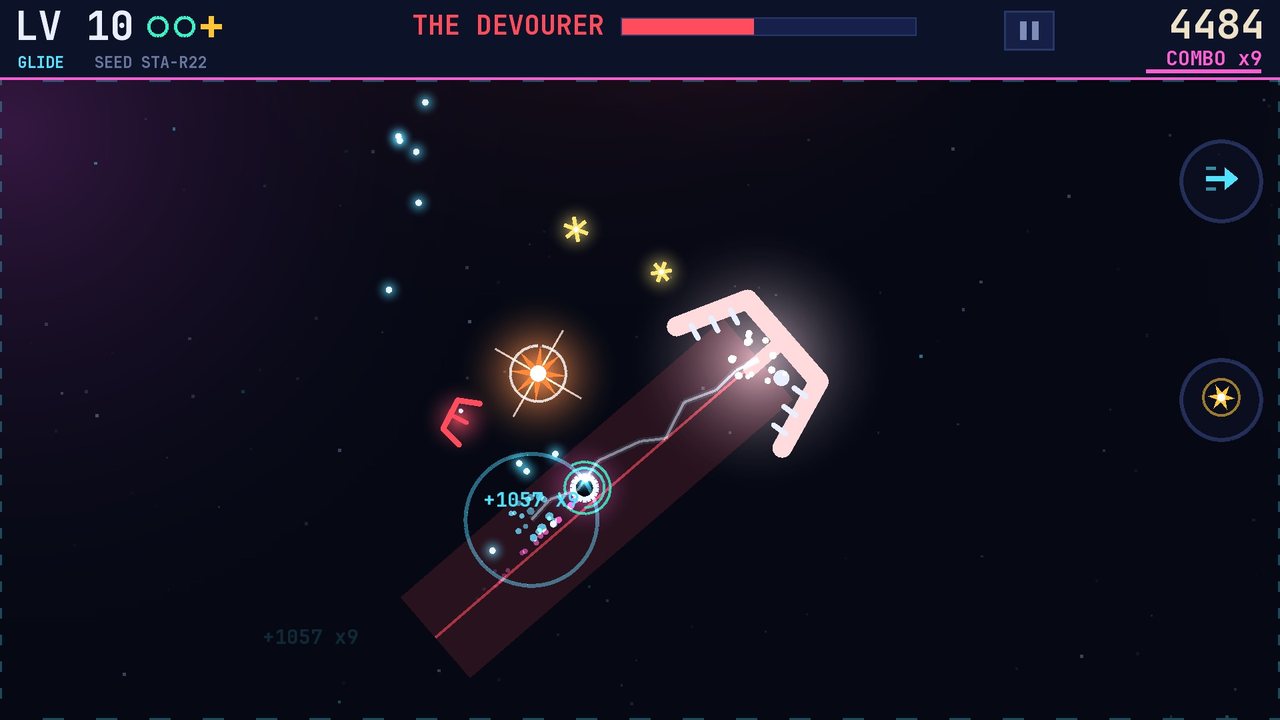 LV 10
GLIDE SEED STA-R22
THE DEVOURER
4484
COMBO x9
+1057 x9
+1057 x9